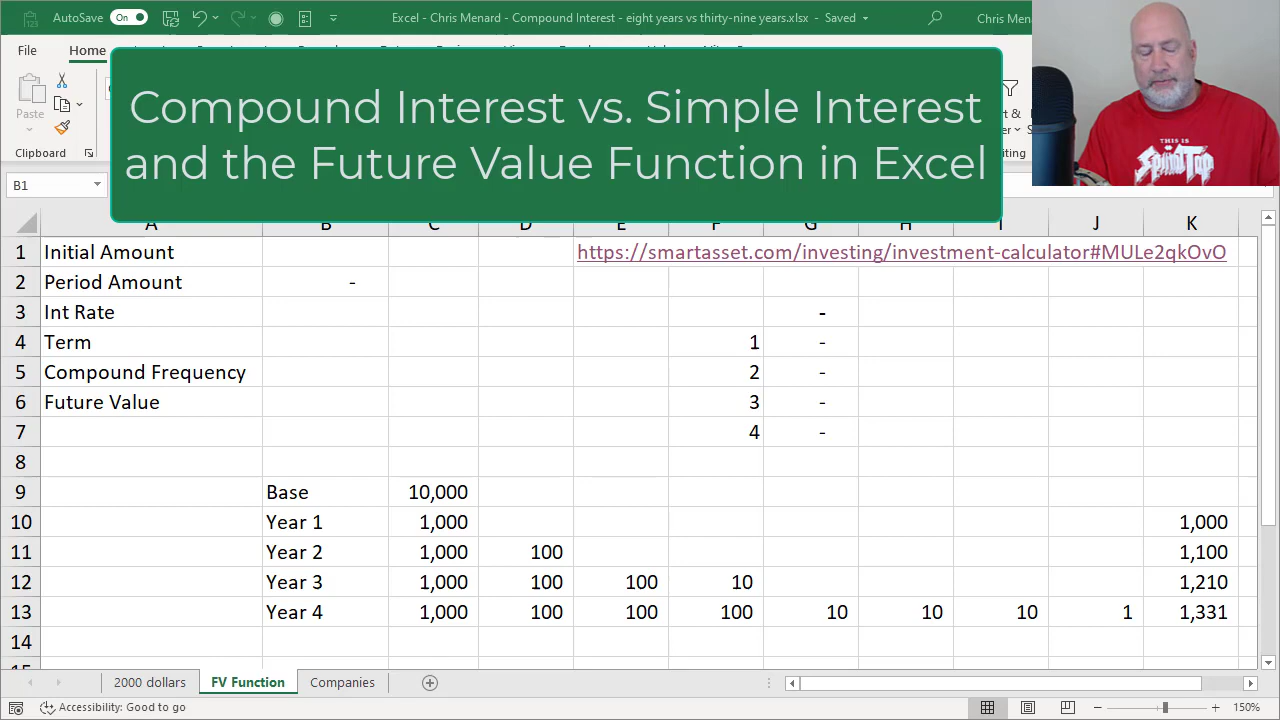 AutoSave On Excel - Chris Menard - Compound Interest - eight years vs thirty-nine years.xlsx - Saved Chris Menard
File Home
Compound Interest vs. Simple Interest
and the Future Value Function in Excel
Paste
Clipboard
B1
THIS IS
Spinal Tap
A B C D E F G H I J K
1 Initial Amount https://smartasset.com/investing/investment-calculator#MULe2qkOvO
2 Period Amount -
3 Int Rate -
4 Term 1 -
5 Compound Frequency 2 -
6 Future Value 3 -
7 4 -
8
9 Base 10,000
10 Year 1 1,000 1,000
11 Year 2 1,000 100 1,100
12 Year 3 1,000 100 100 10 1,210
13 Year 4 1,000 100 100 100 10 10 10 1 1,331
14
15
2000 dollars FV Function Companies
Accessibility: Good to go 150%